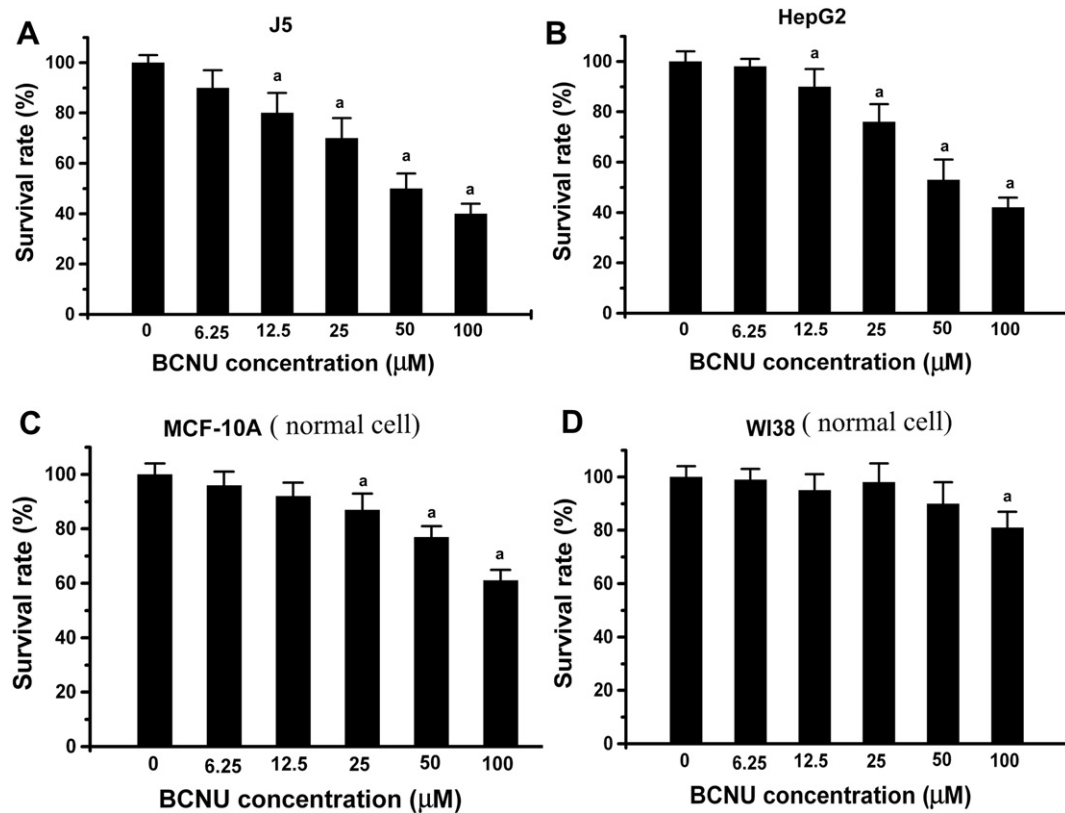 A
J5
Survival rate (%)
100
80
60
40
20
0
a
a
a
a
0 6.25 12.5 25 50 100
BCNU concentration (µM)
B
HepG2
Survival rate (%)
100
80
60
40
20
0
a
a
a
a
0 6.25 12.5 25 50 100
BCNU concentration (µM)
C
MCF-10A ( normal cell)
Survival rate (%)
100
80
60
40
20
0
a
a
a
0 6.25 12.5 25 50 100
BCNU concentration (µM)
D
WI38 ( normal cell)
Survival rate (%)
100
80
60
40
20
0
a
0 6.25 12.5 25 50 100
BCNU concentration (µM)